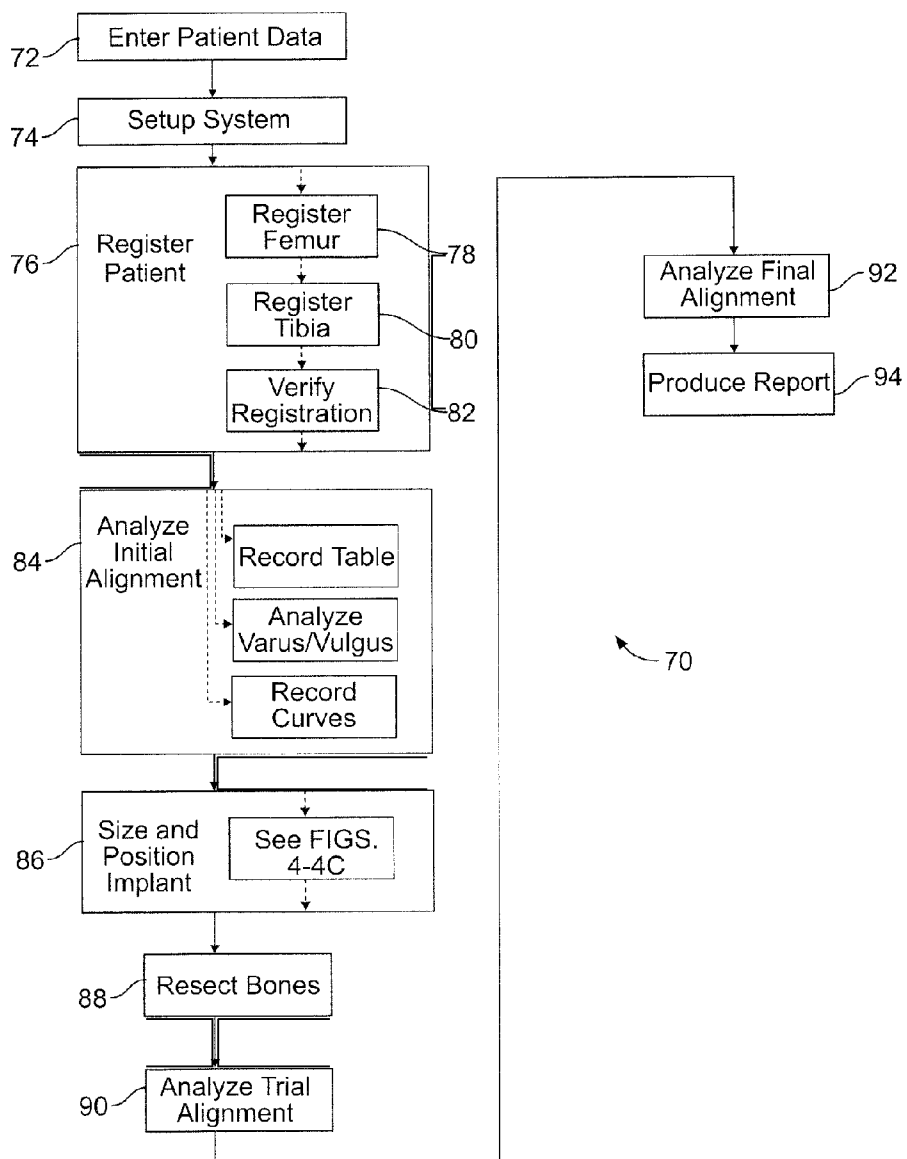 Enter Patient Data
72
Setup System
74
Register
Patient
76
Register
Femur
78
Register
Tibia
80
Verify
Registration
82
Analyze
Initial
Alignment
84
Record Table
Analyze
Varus/Vulgus
Record
Curves
Size and
Position
Implant
86
See FIGS.
4-4C
Resect Bones
88
Analyze Trial
Alignment
90
Analyze Final
Alignment
92
Produce Report
94
70